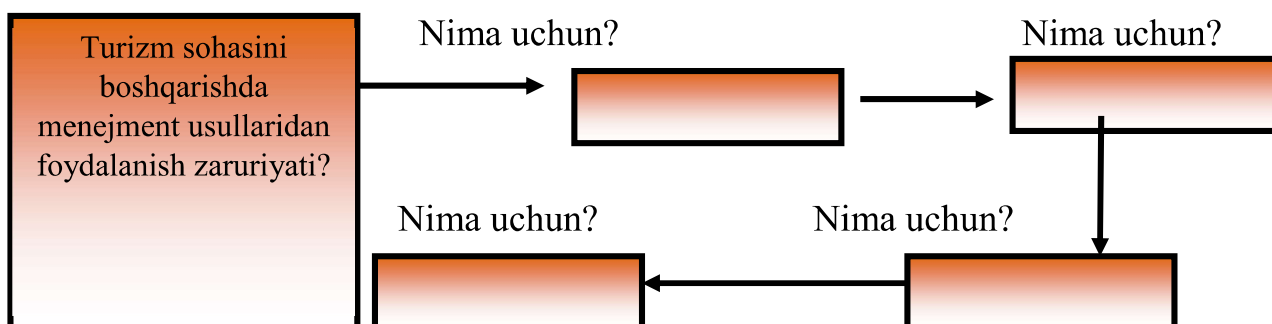 Turizm sohasini
boshqarishda
menejment usullaridan
foydalanish zaruriyati?
Nima uchun?
Nima uchun?
Nima uchun?
Nima uchun?